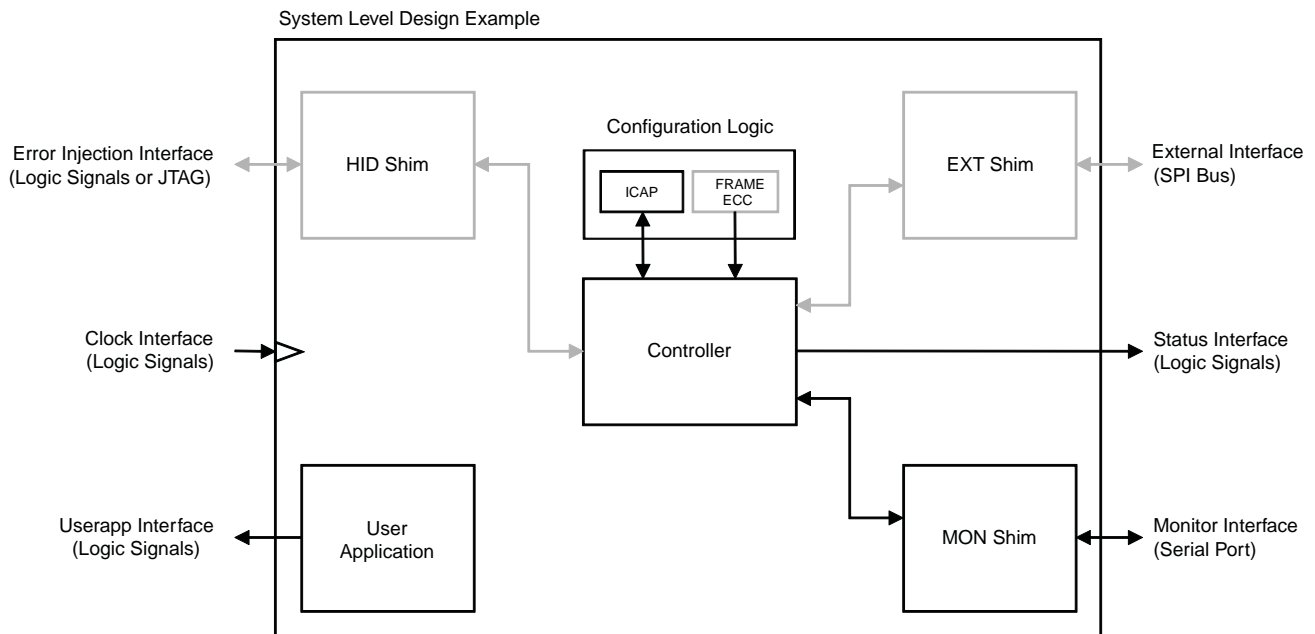 System Level Design Example
Error Injection Interface
(Logic Signals or JTAG)
HID Shim
Configuration Logic
ICAP
FRAME
ECC
EXT Shim
External Interface
(SPI Bus)
Clock Interface
(Logic Signals)
Controller
Status Interface
(Logic Signals)
Userapp Interface
(Logic Signals)
User
Application
MON Shim
Monitor Interface
(Serial Port)